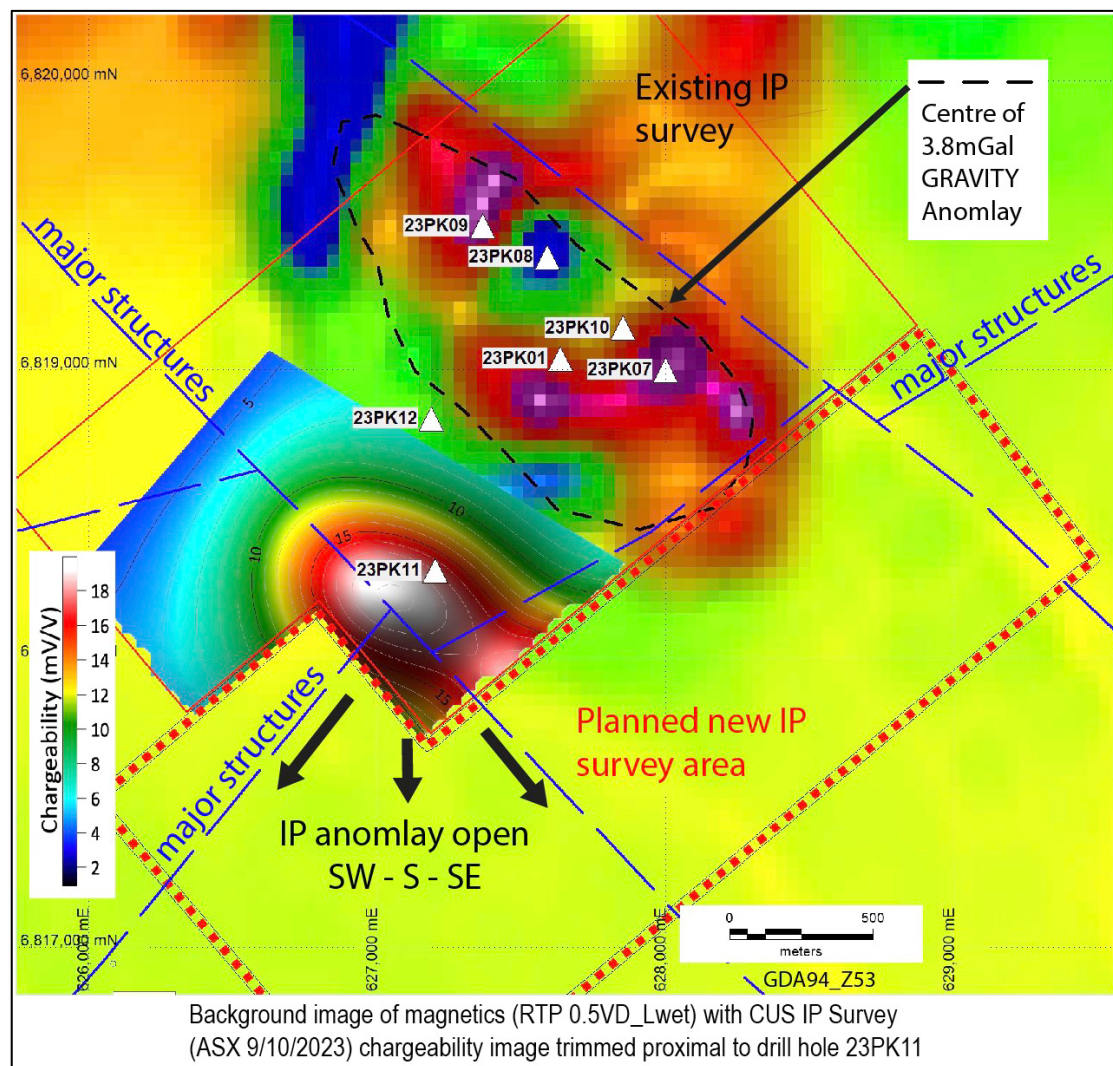 6,820,000 mN
Existing IP
survey
Centre of
3.8mGal
GRAVITY
Anomlay
23PK09
23PK08
major structures
23PK10
23PK01
23PK07
6,819,000 mN
major structures
23PK12
5
10
15
10
23PK11
15
Chargeability (mV/V)
18
16
14
12
10
8
6
4
2
Planned new IP
survey area
major structures
IP anomlay open
SW - S - SE
6,817,000 mN
626,000 mE
627,000 mE
628,000 mE
629,000 mE
0 500
meters
GDA94_Z53
Background image of magnetics (RTP 0.5VD_Lwet) with CUS IP Survey
(ASX 9/10/2023) chargeability image trimmed proximal to drill hole 23PK11